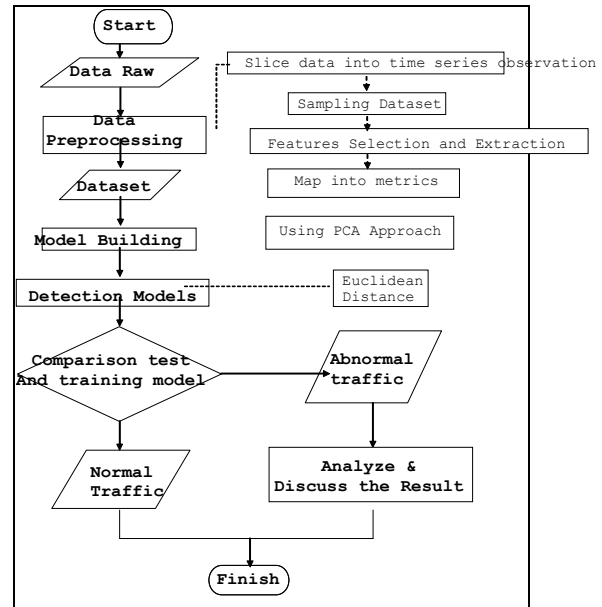 Start
Data Raw
Data
Preprocessing
Dataset
Model Building
Detection Models
Comparison test
And training model
Normal
Traffic
Slice data into time series observation
Sampling Dataset
Features Selection and Extraction
Map into metrics
Using PCA Approach
Euclidean
Distance
Abnormal
traffic
Analyze &
Discuss the Result
Finish